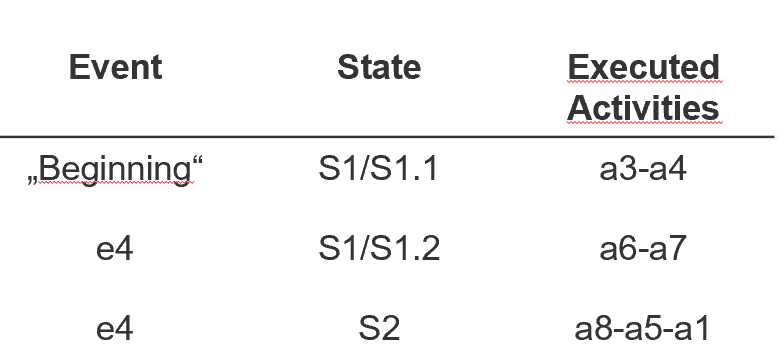 Event State Executed
Activities
„Beginning“ S1/S1.1 a3-a4
e4 S1/S1.2 a6-a7
e4 S2 a8-a5-a1